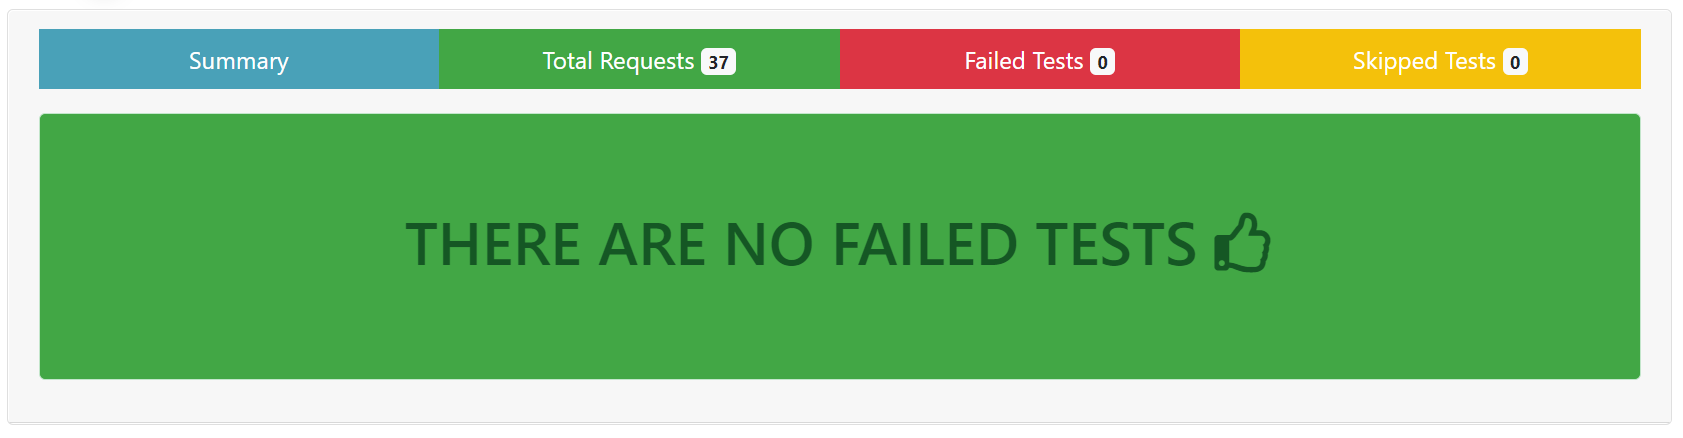 Summary Total Requests 37 Failed Tests 0 Skipped Tests 0
THERE ARE NO FAILED TESTS